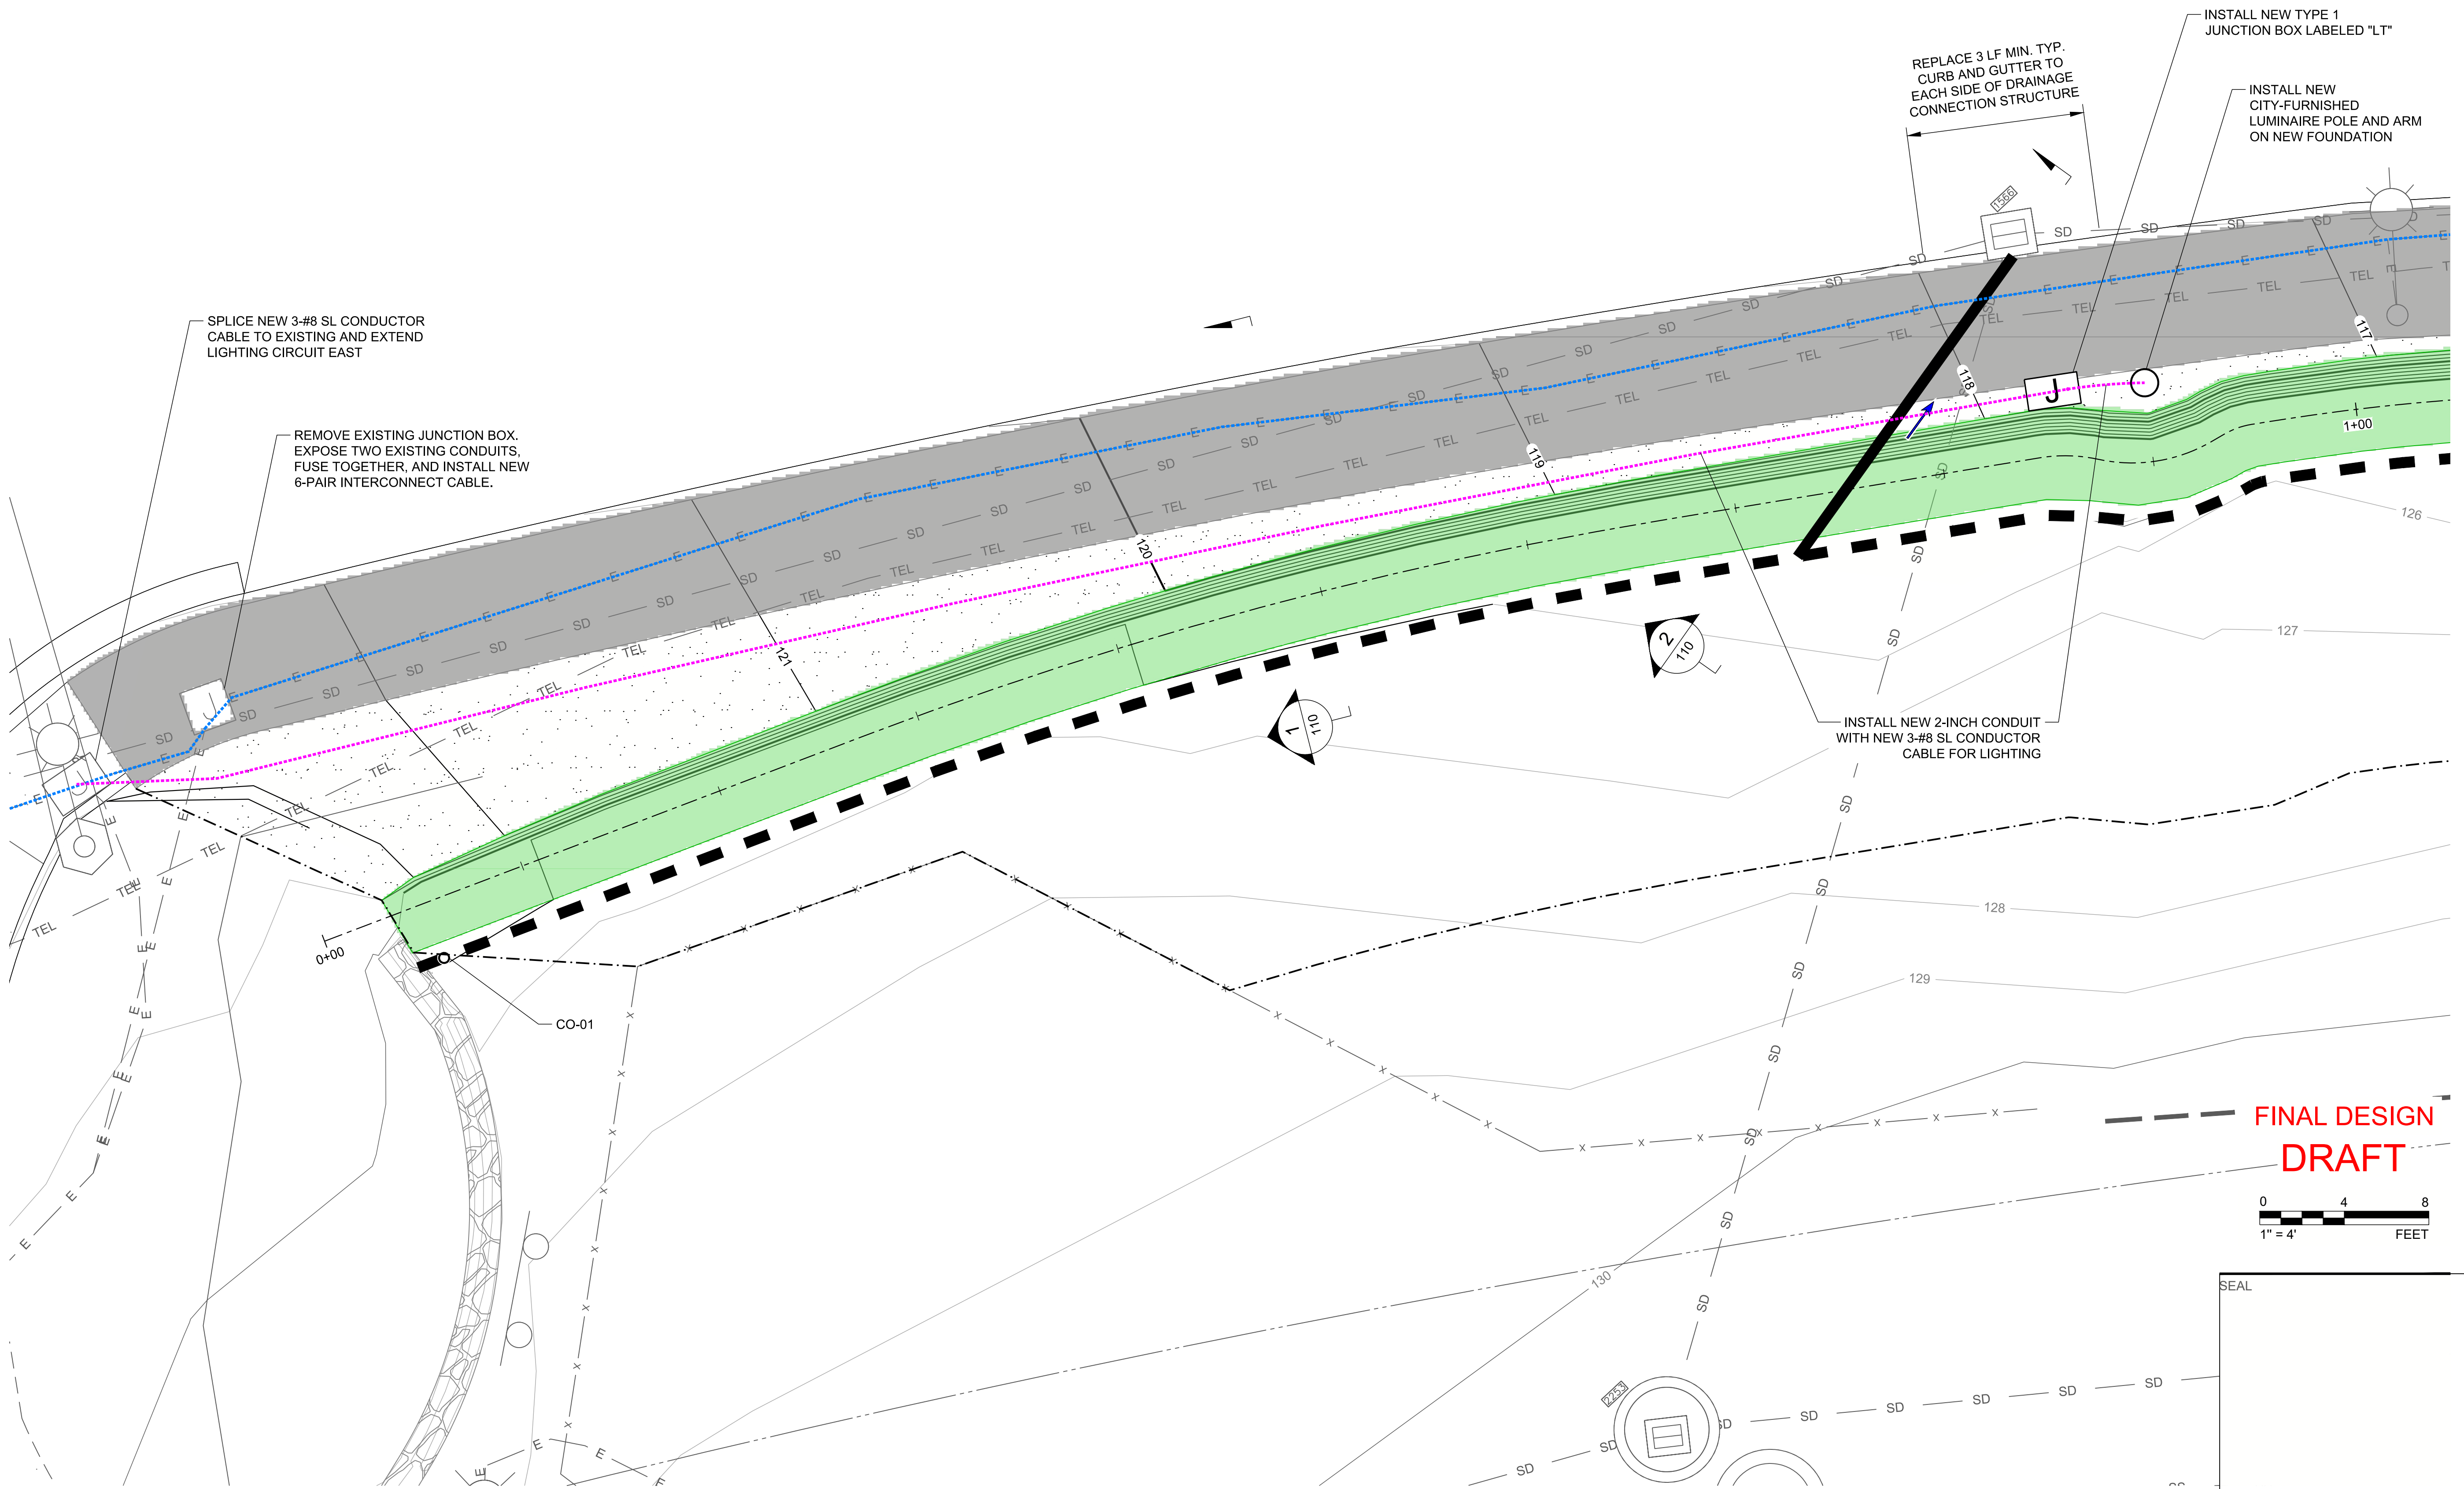 INSTALL NEW TYPE 1
JUNCTION BOX LABELED "LT"
REPLACE 3 LF MIN. TYP.
CURB AND GUTTER TO
EACH SIDE OF DRAINAGE
CONNECTION STRUCTURE
INSTALL NEW
CITY-FURNISHED
LUMINAIRE POLE AND ARM
ON NEW FOUNDATION
1566
SPLICE NEW 3-#8 SL CONDUCTOR
CABLE TO EXISTING AND EXTEND
LIGHTING CIRCUIT EAST
REMOVE EXISTING JUNCTION BOX.
EXPOSE TWO EXISTING CONDUITS,
FUSE TOGETHER, AND INSTALL NEW
6-PAIR INTERCONNECT CABLE.
SD
TEL
E
117
118
119
120
121
J
1+00
126
127
2
110
1
110
INSTALL NEW 2-INCH CONDUIT
WITH NEW 3-#8 SL CONDUCTOR
CABLE FOR LIGHTING
128
129
0+00
CO-01
x
FINAL DESIGN
DRAFT
0 4 8
1" = 4' FEET
130
SEAL
2253